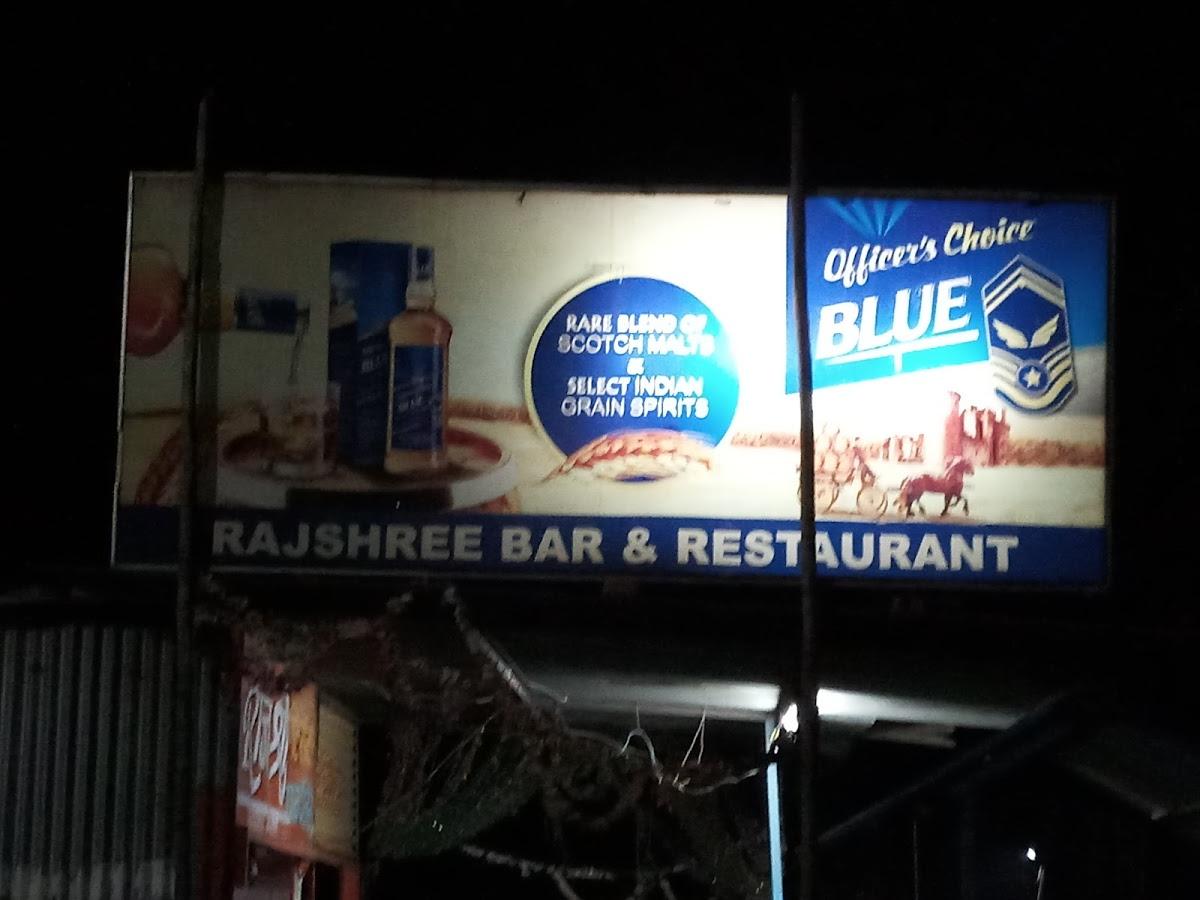 RARE BLEND OF
SCOTCH MALTS
&
SELECT INDIAN
GRAIN SPIRITS
Officer's Choice
BLUE
RAJSHREE BAR & RESTAURANT